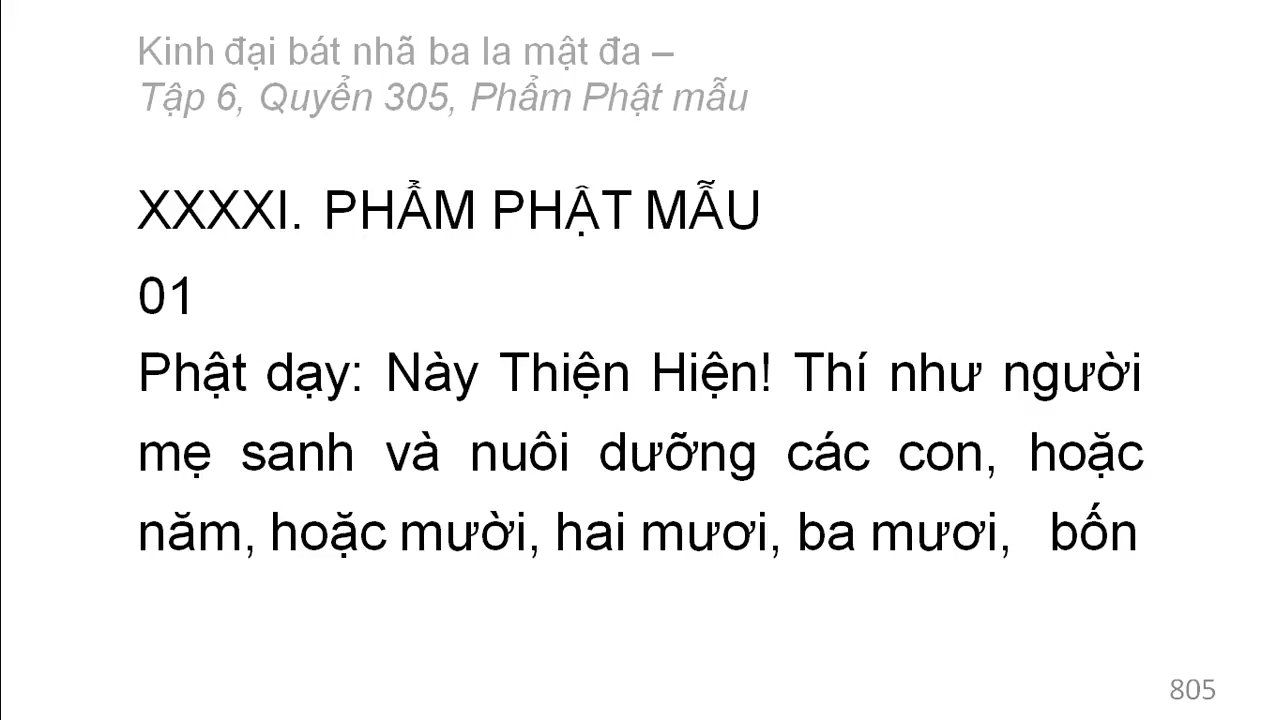 Kinh đại bát nhã ba la mật đa –
Tập 6, Quyển 305, Phẩm Phật mẫu
XXXXI. PHẨM PHẬT MẪU
01
Phật dạy: Này Thiện Hiện! Thí như người
mẹ sanh và nuôi dưỡng các con, hoặc
năm, hoặc mười, hai mươi, ba mươi, bốn
805